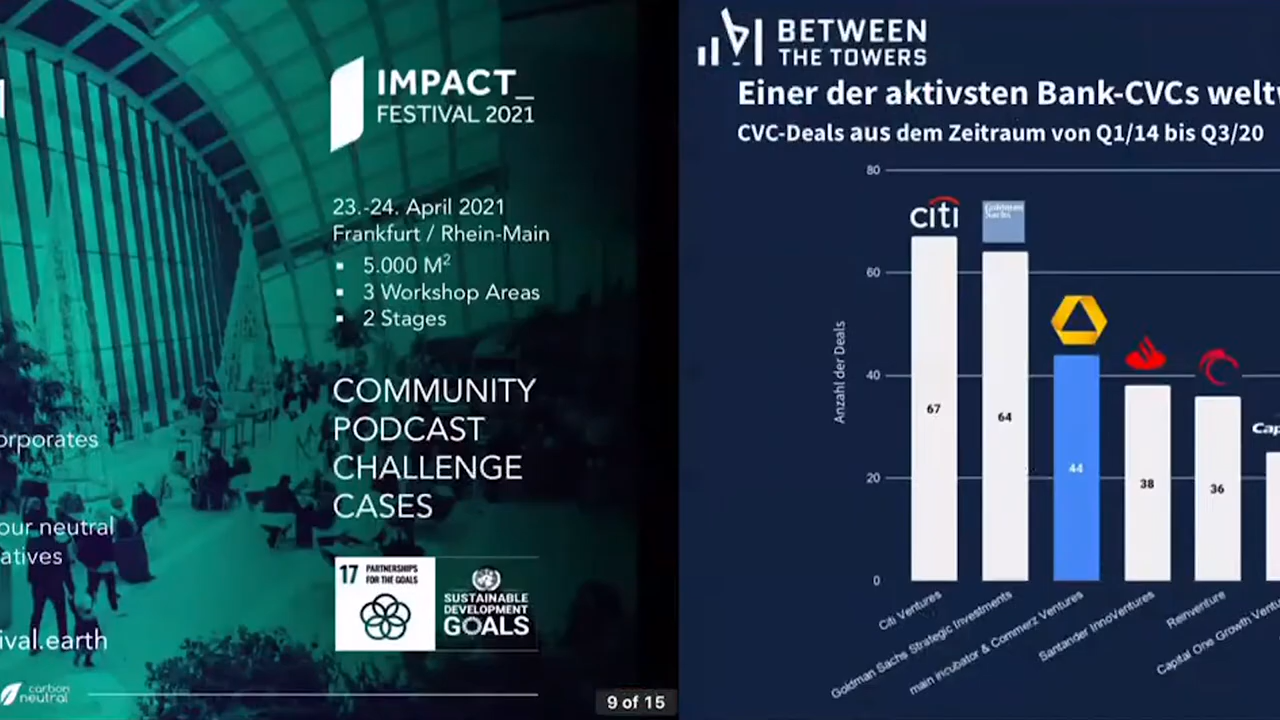 IMPACT_
FESTIVAL 2021
23.-24. April 2021
Frankfurt / Rhein-Main
▪ 5.000 M²
▪ 3 Workshop Areas
▪ 2 Stages
COMMUNITY
PODCAST
CHALLENGE
CASES
orporates
our neutral
atives
ival.earth
17 PARTNERSHIPS
FOR THE GOALS
SUSTAINABLE
DEVELOPMENT
GOALS
carbon
neutral
9 of 15
BETWEEN
THE TOWERS
Einer der aktivsten Bank-CVCs weltw
CVC-Deals aus dem Zeitraum von Q1/14 bis Q3/20
Anzahl der Deals
80
60
40
20
0
citi
Goldman
Sachs
Cap
67
64
44
38
36
Citi Ventures
Goldman Sachs Strategic Investments
main incubator & Commerz Ventures
Santander InnoVentures
Reinventure
Capital One Growth Ventu